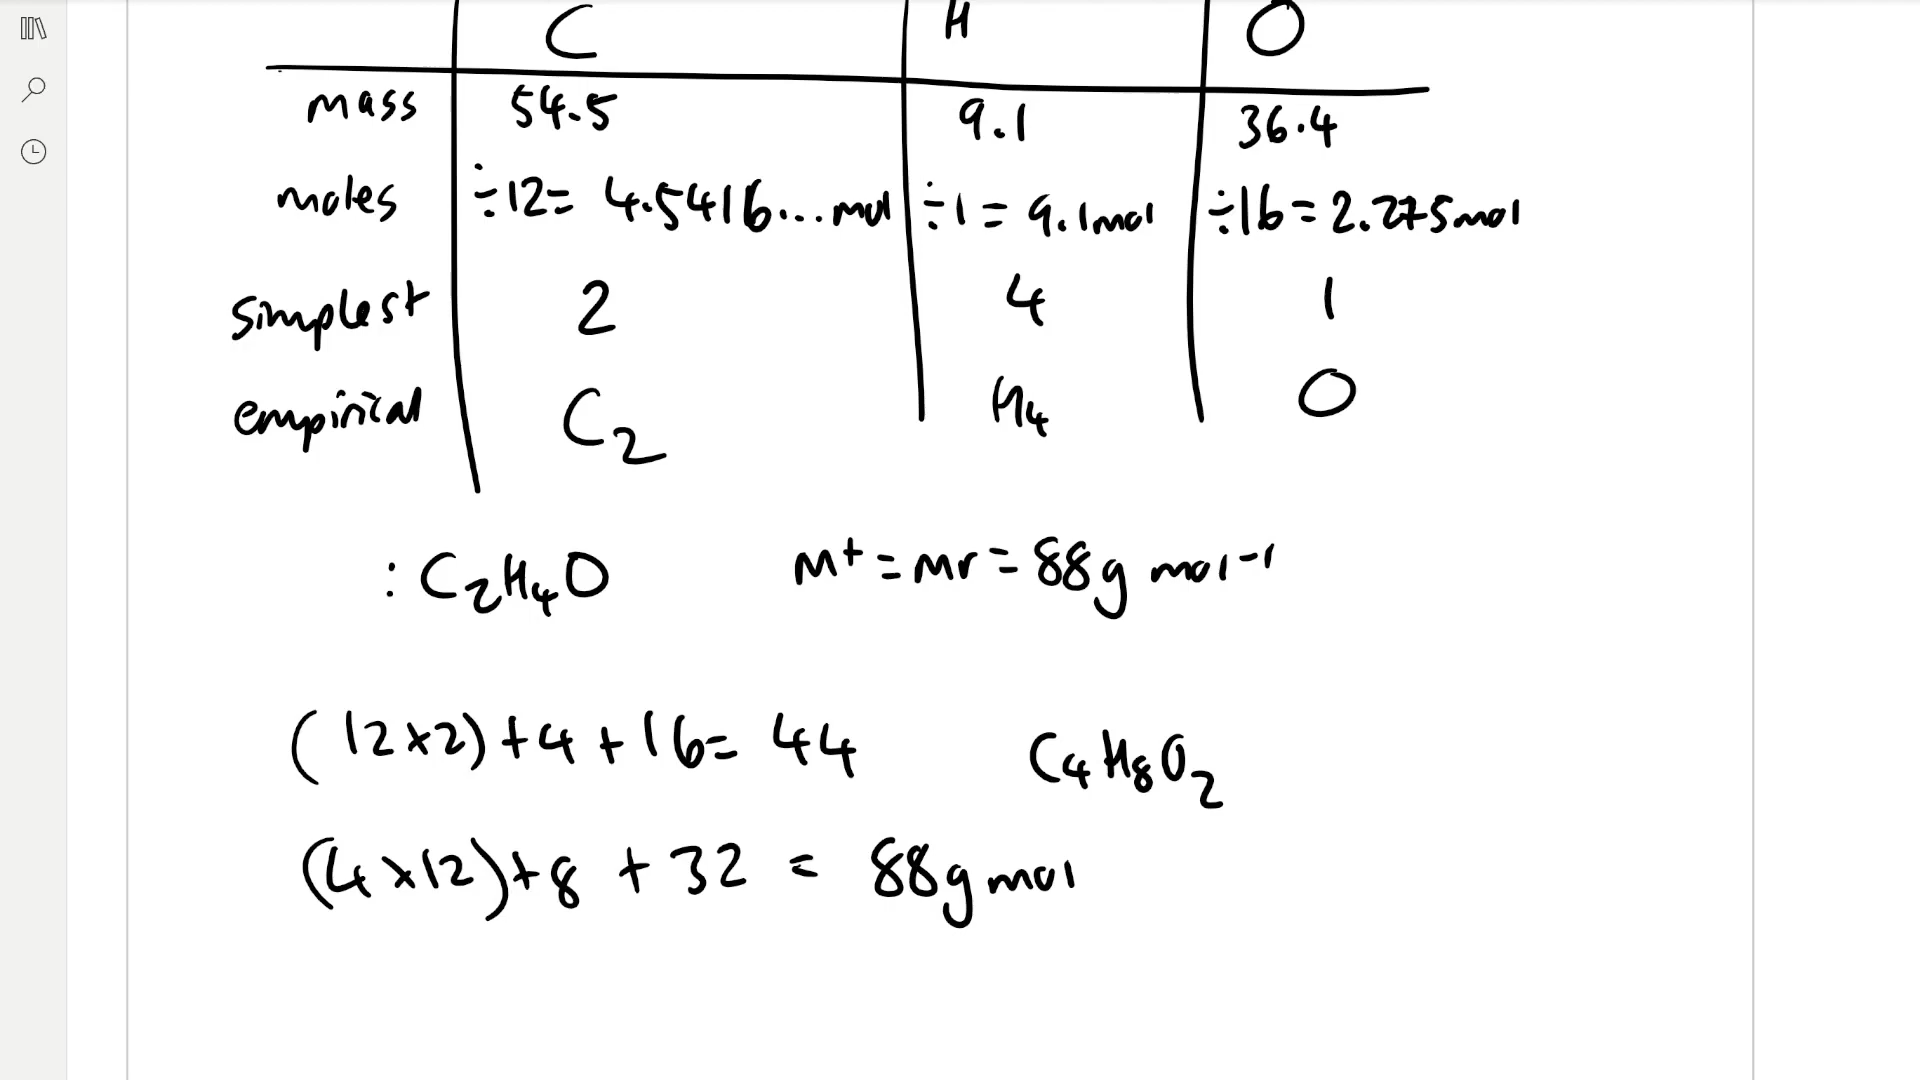 C H O
mass 54.5 9.1 36.4
moles ÷12= 4.5416...mol ÷1 = 9.1mol ÷16 = 2.275mol
simplest 2 4 1
empirical C₂ H₄ O
: C₂H₄O M⁺ = Mr = 88g mol⁻¹
(12×2)+4+16= 44 C₄H₈O₂
(4×12)+8 + 32 = 88g mol